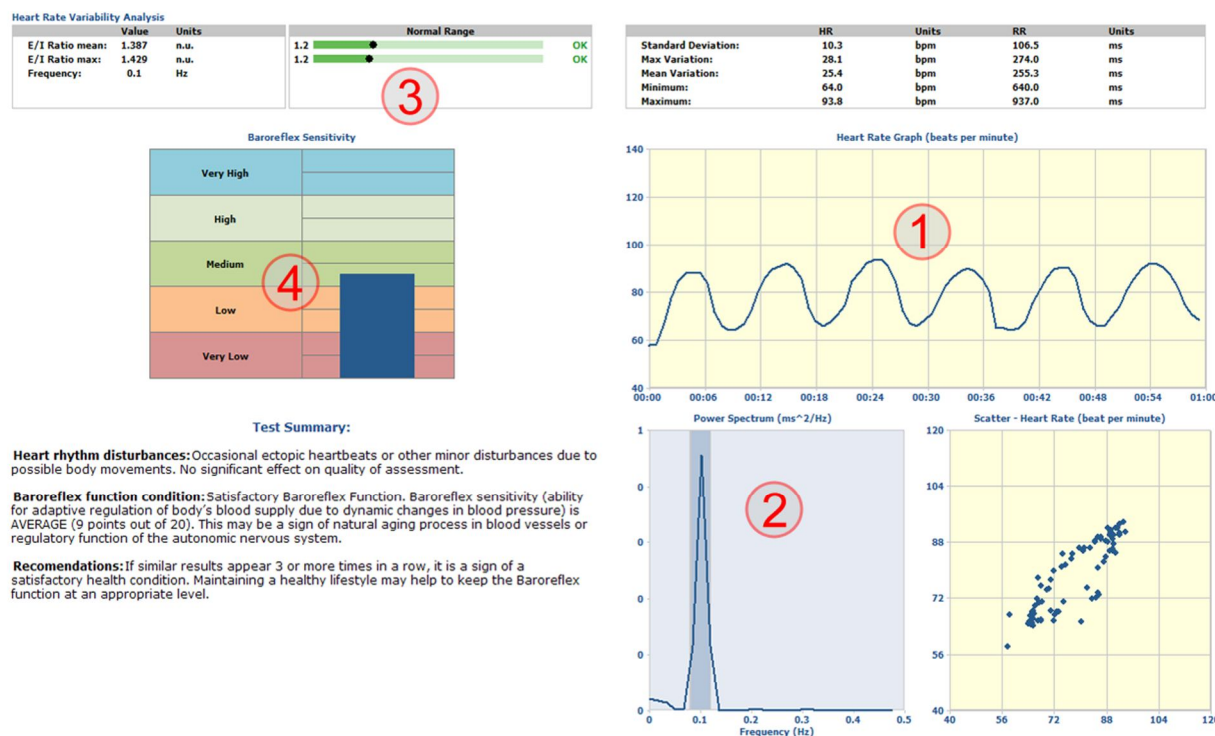 Heart Rate Variability Analysis
Value Units Normal Range
E/I Ratio mean: 1.387 n.u. 1.2 OK
E/I Ratio max: 1.429 n.u. 1.2 OK
Frequency: 0.1 Hz
3
HR Units RR Units
Standard Deviation: 10.3 bpm 106.5 ms
Max Variation: 28.1 bpm 274.0 ms
Mean Variation: 25.4 bpm 255.3 ms
Minimum: 64.0 bpm 640.0 ms
Maximum: 93.8 bpm 937.0 ms
Baroreflex Sensitivity
Very High
High
Medium
4
Low
Very Low
Heart Rate Graph (beats per minute)
140
120
1
100
80
60
40
00:00 00:06 00:12 00:18 00:24 00:30 00:36 00:42 00:48 00:54 01:00
Test Summary:
Heart rhythm disturbances: Occasional ectopic heartbeats or other minor disturbances due to
possible body movements. No significant effect on quality of assessment.
Baroreflex function condition: Satisfactory Baroreflex Function. Baroreflex sensitivity (ability
for adaptive regulation of body's blood supply due to dynamic changes in blood pressure) is
AVERAGE (9 points out of 20). This may be a sign of natural aging process in blood vessels or
regulatory function of the autonomic nervous system.
Recomendations: If similar results appear 3 or more times in a row, it is a sign of a
satisfactory health condition. Maintaining a healthy lifestyle may help to keep the Baroreflex
function at an appropriate level.
Power Spectrum (ms^2/Hz)
1
0
2
0
0
0
0
0 0.1 0.2 0.3 0.4 0.5
Frequency (Hz)
Scatter - Heart Rate (beat per minute)
120
104
88
72
56
40
40 56 72 88 104 120